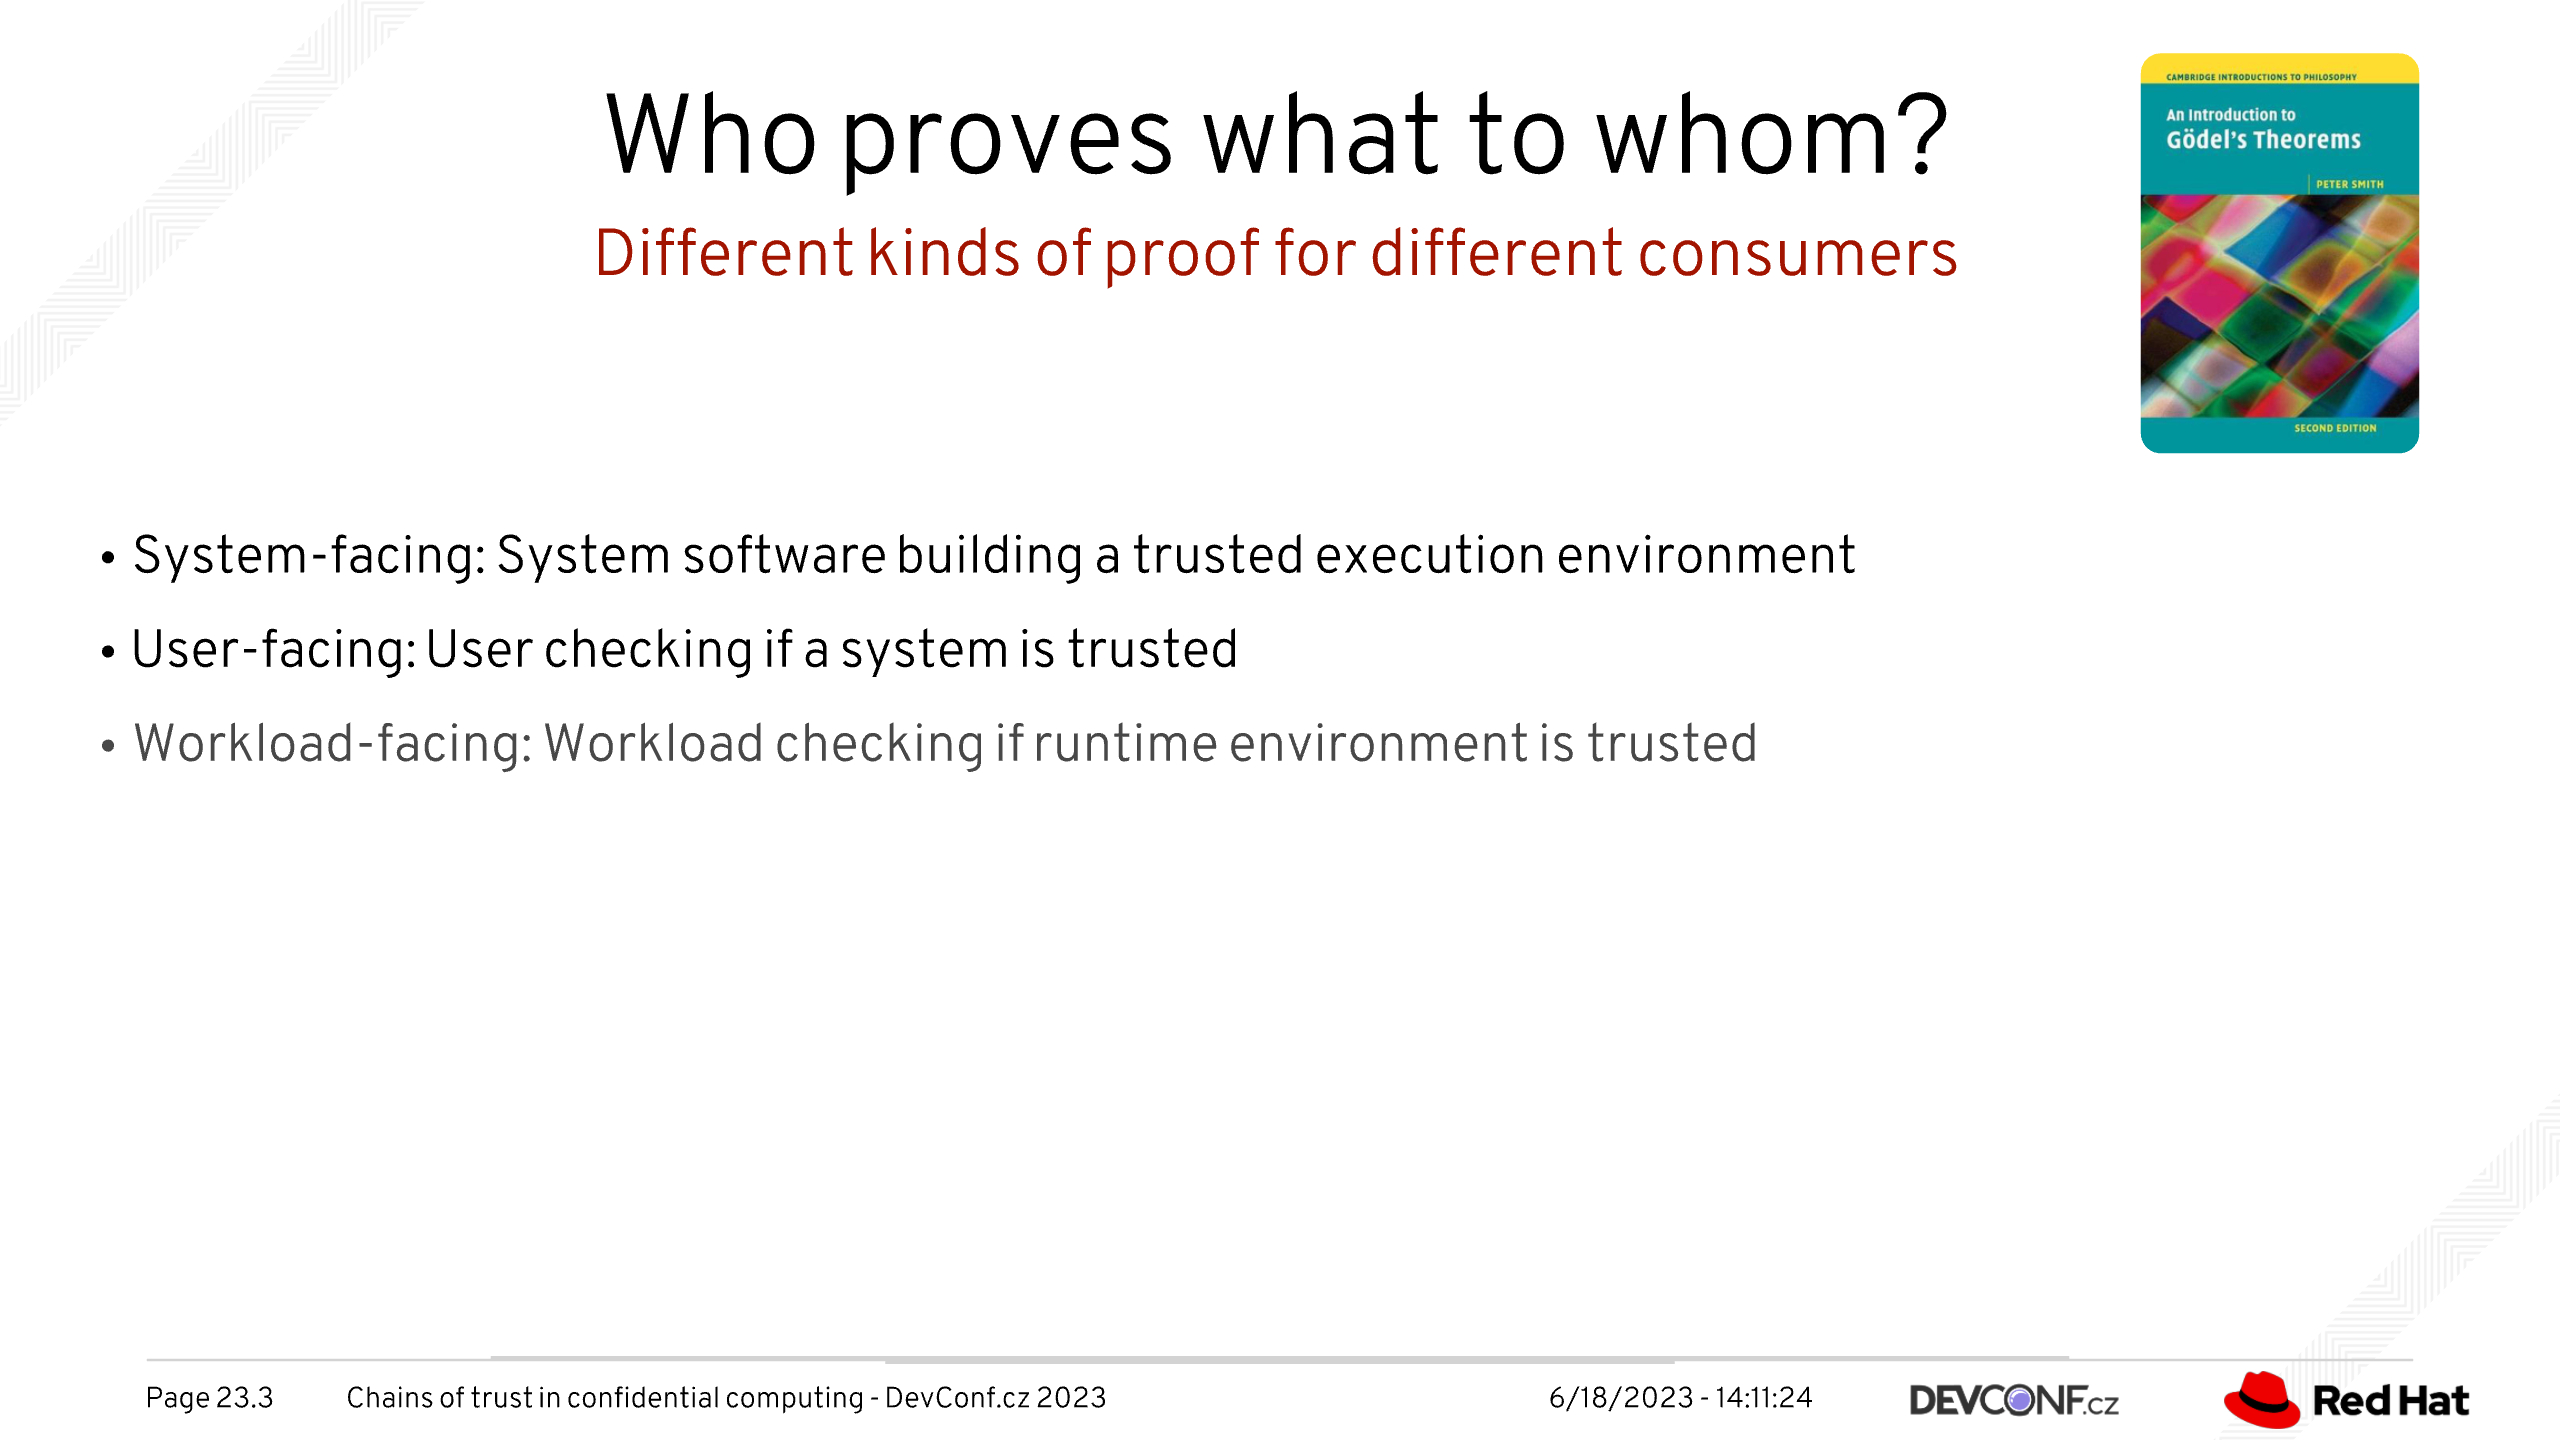 Who proves what to whom?
Different kinds of proof for different consumers
CAMBRIDGE INTRODUCTIONS TO PHILOSOPHY
An Introduction to
Gödel's Theorems
PETER SMITH
SECOND EDITION
• System-facing: System software building a trusted execution environment
• User-facing: User checking if a system is trusted
• Workload-facing: Workload checking if runtime environment is trusted
Page 23.3 Chains of trust in confidential computing - DevConf.cz 2023 6/18/2023 - 14:11:24 DEVCONF.cz Red Hat